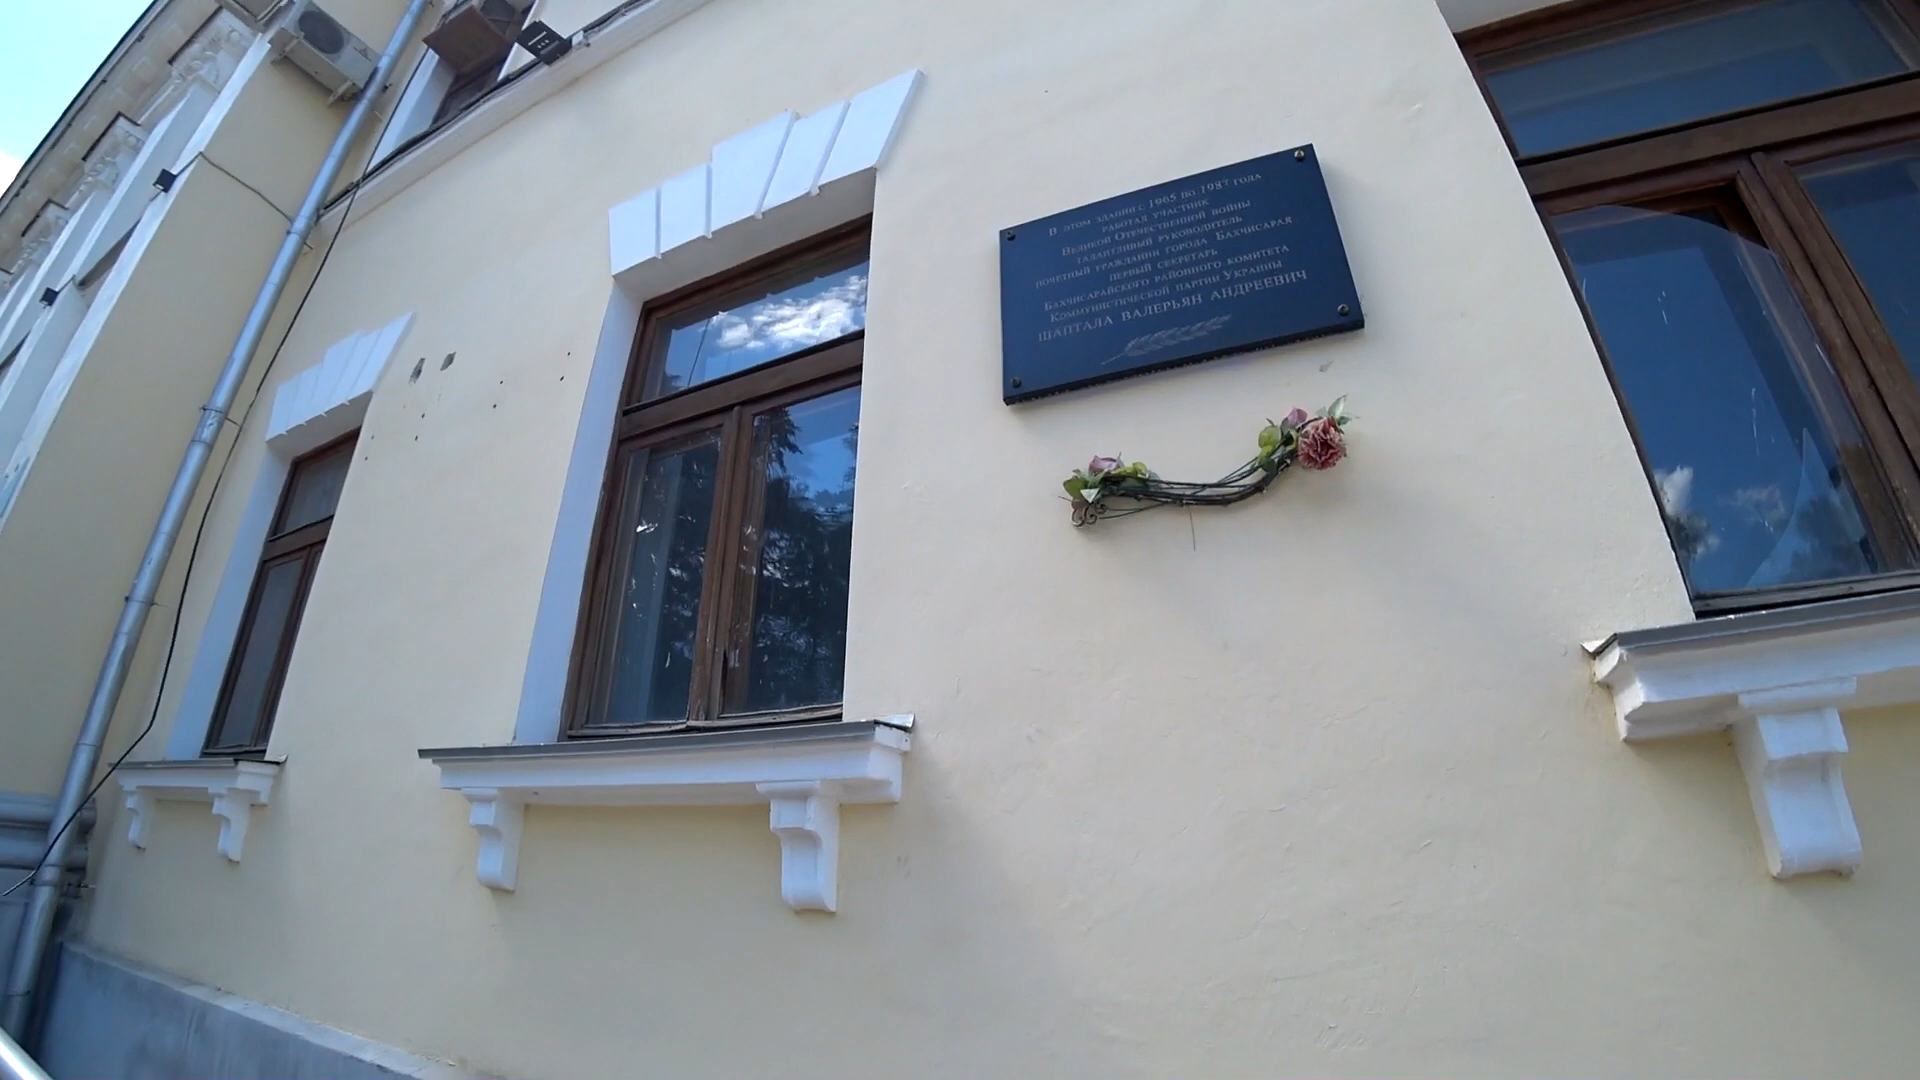 В этом здании с 1965 по 1987 года
работал участник
Великой Отечественной войны
талантливый руководитель
почетный гражданин города Бахчисарая
первый секретарь
Бахчисарайского районного комитета
Коммунистической партии Украины
ШАПТАЛА ВАЛЕРЬЯН АНДРЕЕВИЧ